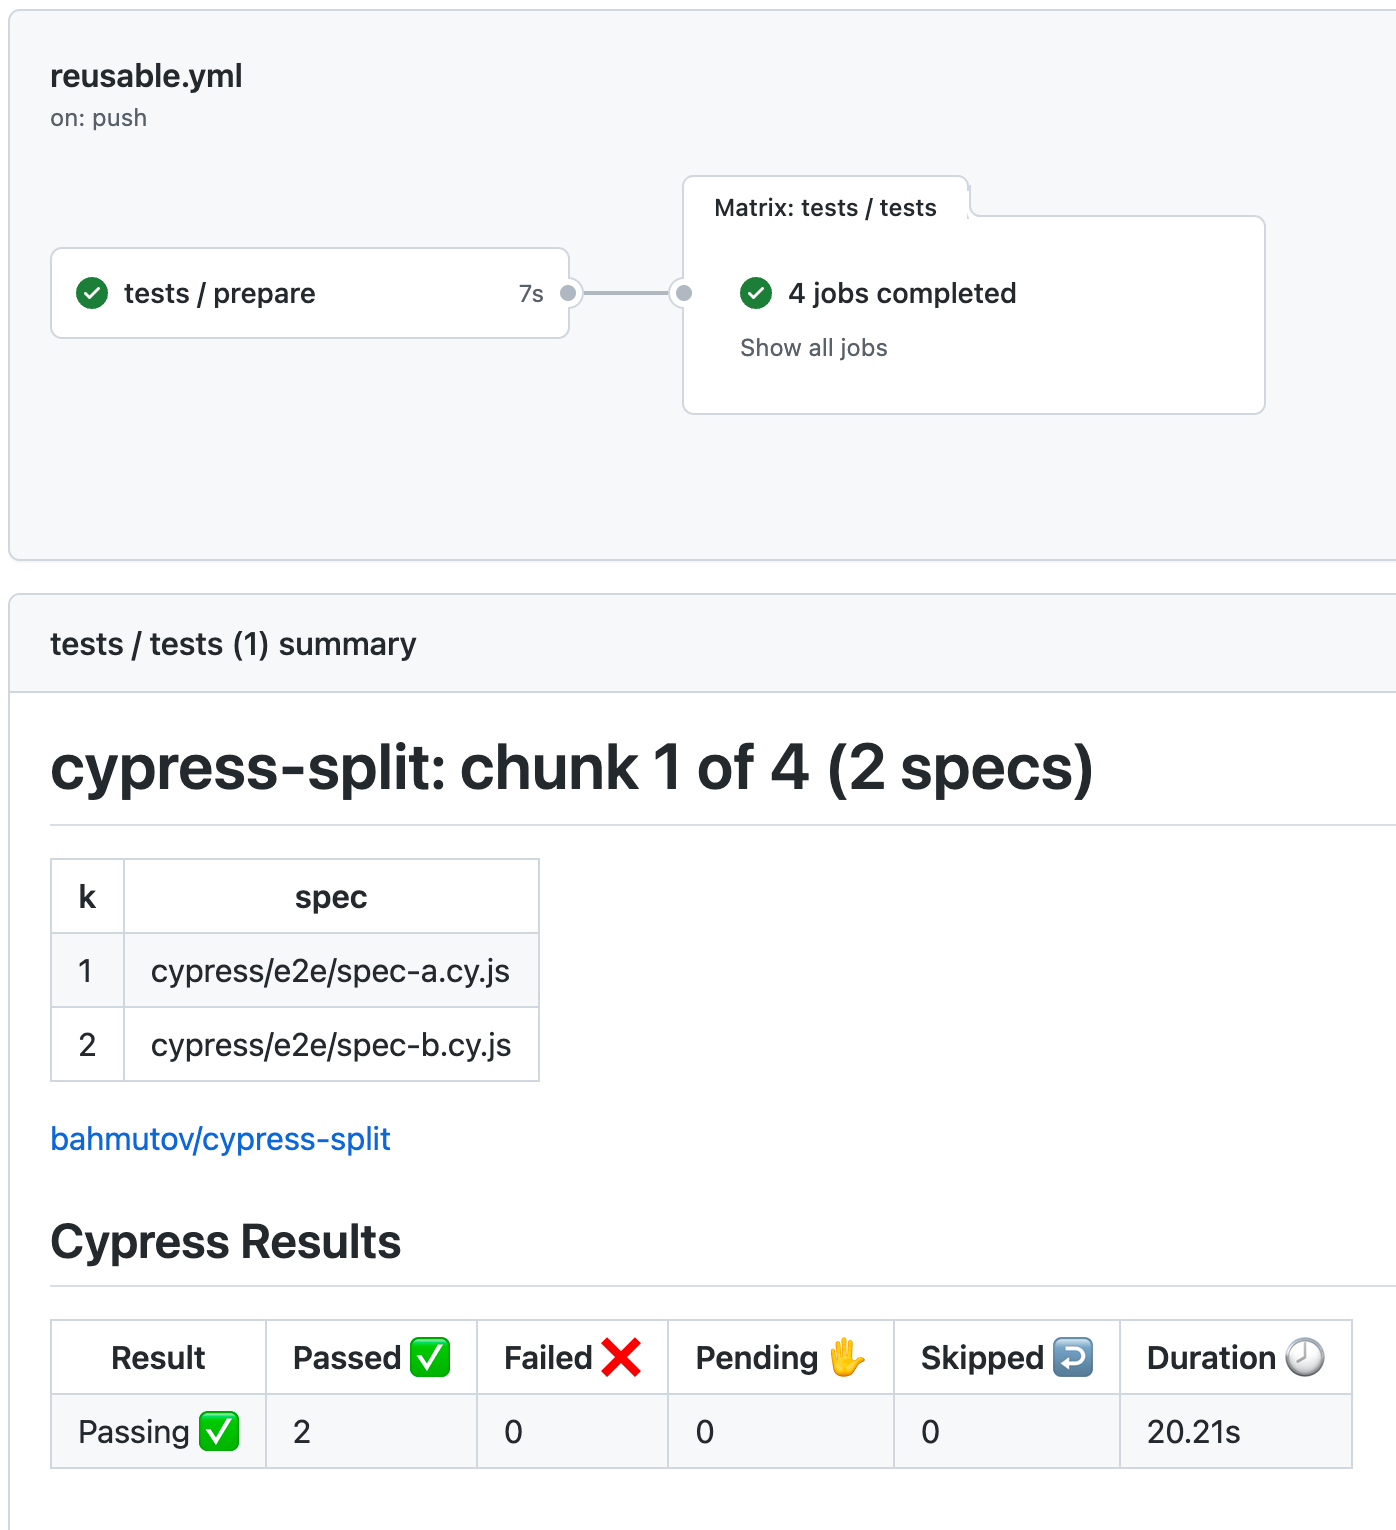 reusable.yml
on: push
Matrix: tests / tests
tests / prepare 7s
4 jobs completed
Show all jobs
tests / tests (1) summary
cypress-split: chunk 1 of 4 (2 specs)
k spec
1 cypress/e2e/spec-a.cy.js
2 cypress/e2e/spec-b.cy.js
bahmutov/cypress-split
Cypress Results
Result Passed ✅ Failed ❌ Pending ✋ Skipped ↩️ Duration 🕗
Passing ✅ 2 0 0 0 20.21s